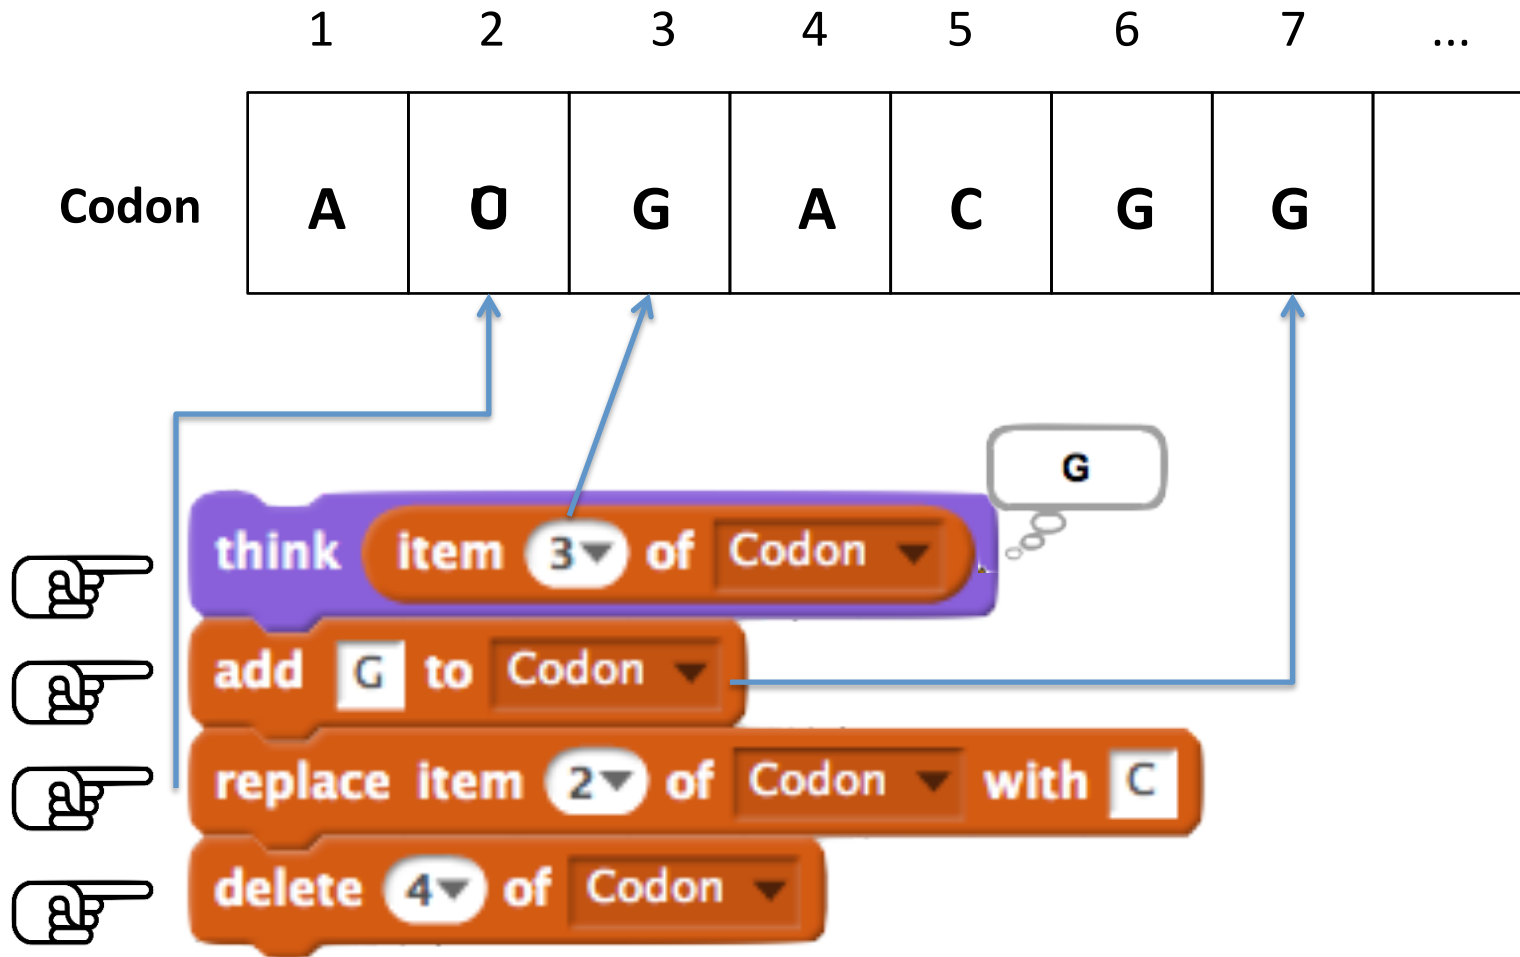 1 2 3 4 5 6 7 ...
Codon A G A C G G
G
think item 3 of Codon
add G to Codon
replace item 2 of Codon with C
delete 4 of Codon